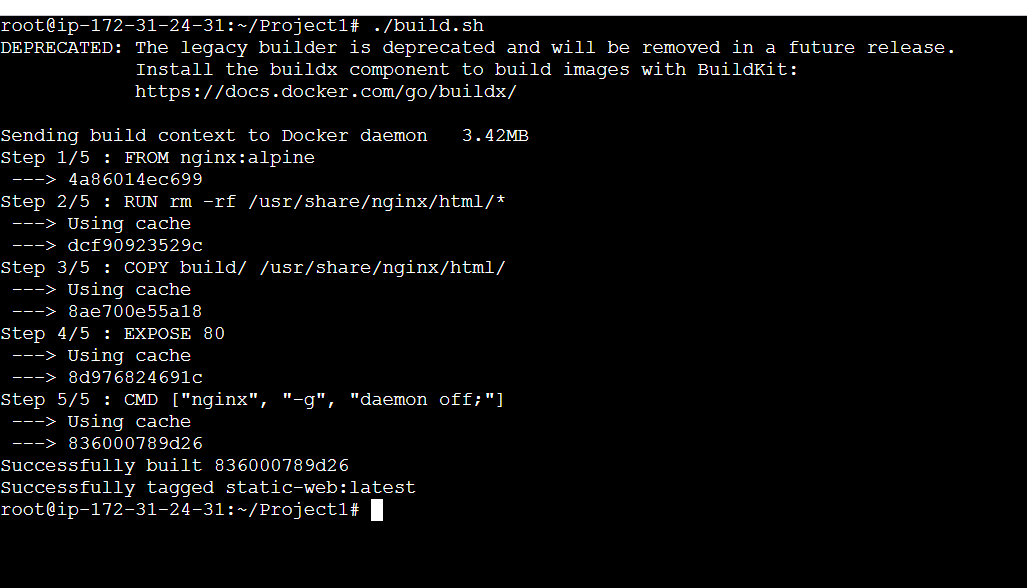 root@ip-172-31-24-31:~/Project1# ./build.sh
DEPRECATED: The legacy builder is deprecated and will be removed in a future release.
            Install the buildx component to build images with BuildKit:
            https://docs.docker.com/go/buildx/

Sending build context to Docker daemon   3.42MB
Step 1/5 : FROM nginx:alpine
 ---> 4a86014ec699
Step 2/5 : RUN rm -rf /usr/share/nginx/html/*
 ---> Using cache
 ---> dcf90923529c
Step 3/5 : COPY build/ /usr/share/nginx/html/
 ---> Using cache
 ---> 8ae700e55a18
Step 4/5 : EXPOSE 80
 ---> Using cache
 ---> 8d976824691c
Step 5/5 : CMD ["nginx", "-g", "daemon off;"]
 ---> Using cache
 ---> 836000789d26
Successfully built 836000789d26
Successfully tagged static-web:latest
root@ip-172-31-24-31:~/Project1#